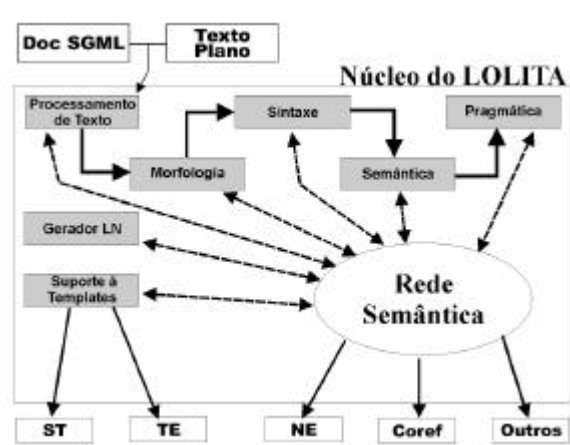 Doc SGML
Texto
Plano
Núcleo do LOLITA
Processamento
de Texto
Síntaxe
Pragmática
Morfologia
Semântica
Gerador LN
Suporte à
Templates
Rede
Semântica
ST
TE
NE
Coref
Outros